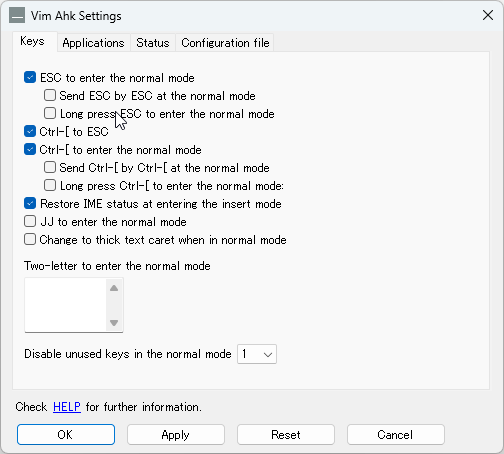 Vim Ahk Settings
Keys Applications Status Configuration file
ESC to enter the normal mode
Send ESC by ESC at the normal mode
Long press ESC to enter the normal mode
Ctrl-[ to ESC
Ctrl-[ to enter the normal mode
Send Ctrl-[ by Ctrl-[ at the normal mode
Long press Ctrl-[ to enter the normal mode:
Restore IME status at entering the insert mode
JJ to enter the normal mode
Change to thick text caret when in normal mode
Two-letter to enter the normal mode
Disable unused keys in the normal mode 1
Check HELP for further information.
OK Apply Reset Cancel